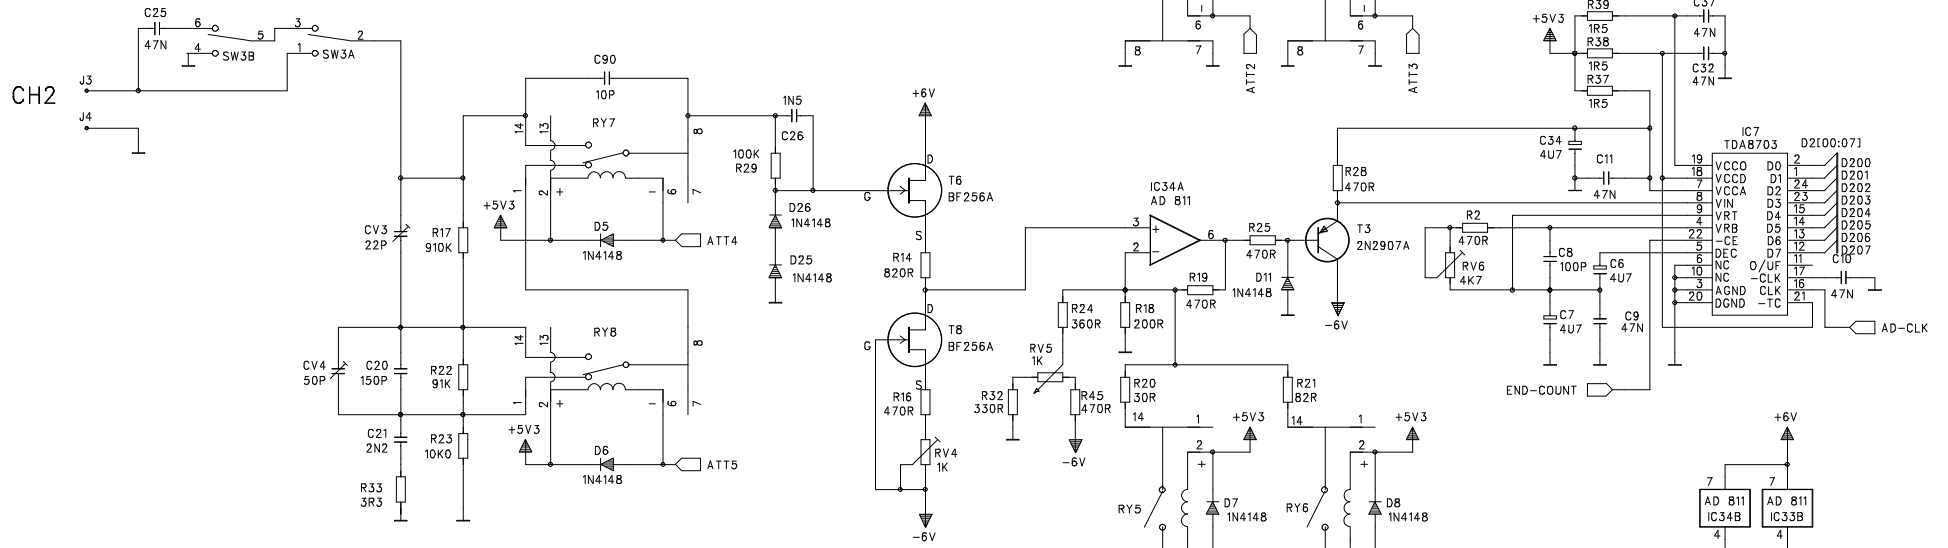 CH2
J3
J4
C25
47N
6
5
4
SW3B
3
2
1
SW3A
C90
10P
14
13
RY7
8
1
2
+
−
6
7
+5V3
D5
1N4148
ATT4
CV3
22P
R17
910K
CV4
50P
C20
150P
R22
91K
C21
2N2
R23
10K0
R33
3R3
14
13
RY8
8
1
2
+
−
6
7
+5V3
D6
1N4148
ATT5
1N5
C26
100K
R29
D26
1N4148
D25
1N4148
+6V
D
T6
BF256A
G
S
R14
820R
D
T8
BF256A
G
S
R16
470R
RV4
1K
-6V
8
6
7
ATT2
8
6
7
ATT3
IC34A
AD 811
3
+
2
−
6
R25
470R
R19
470R
D11
1N4148
T3
2N2907A
-6V
R28
470R
R24
360R
R18
200R
RV5
1K
R32
330R
R45
470R
-6V
R20
30R
R21
82R
14
1
2
+
+5V3
RY5
D7
1N4148
14
1
2
+
+5V3
RY6
D8
1N4148
+5V3
R39
1R5
R38
1R5
R37
1R5
C37
47N
C32
47N
C34
4U7
C11
47N
R2
470R
RV6
4K7
C8
100P
C6
4U7
C7
4U7
C9
47N
END-COUNT
IC7
TDA8703
D2[00:07]
19 VCCO D0 2 D200
18 VCCD D1 1 D201
7 VCCA D2 24 D202
8 VIN D3 23 D203
9 VRT D4 15 D204
4 VRB D5 14 D205
22 -CE D6 13 D206
5 DEC D7 12 D207
6 NC O/UF 11
10 NC -CLK 17
3 AGND CLK 16
20 DGND -TC 21
C10
47N
AD-CLK
+6V
7
AD 811
IC34B
4
7
AD 811
IC33B
4